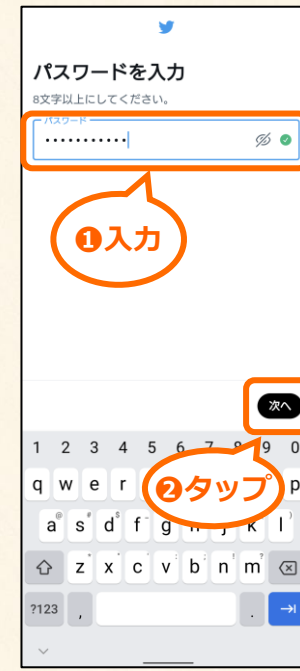 パスワードを入力
8文字以上にしてください。
パスワード
•••••••••••
❶入力
次へ
1 2 3 4 5 6 7 8 9 0
q w e r p
❷タップ
a s d f g h j k l
z x c v b n m
?123 , .